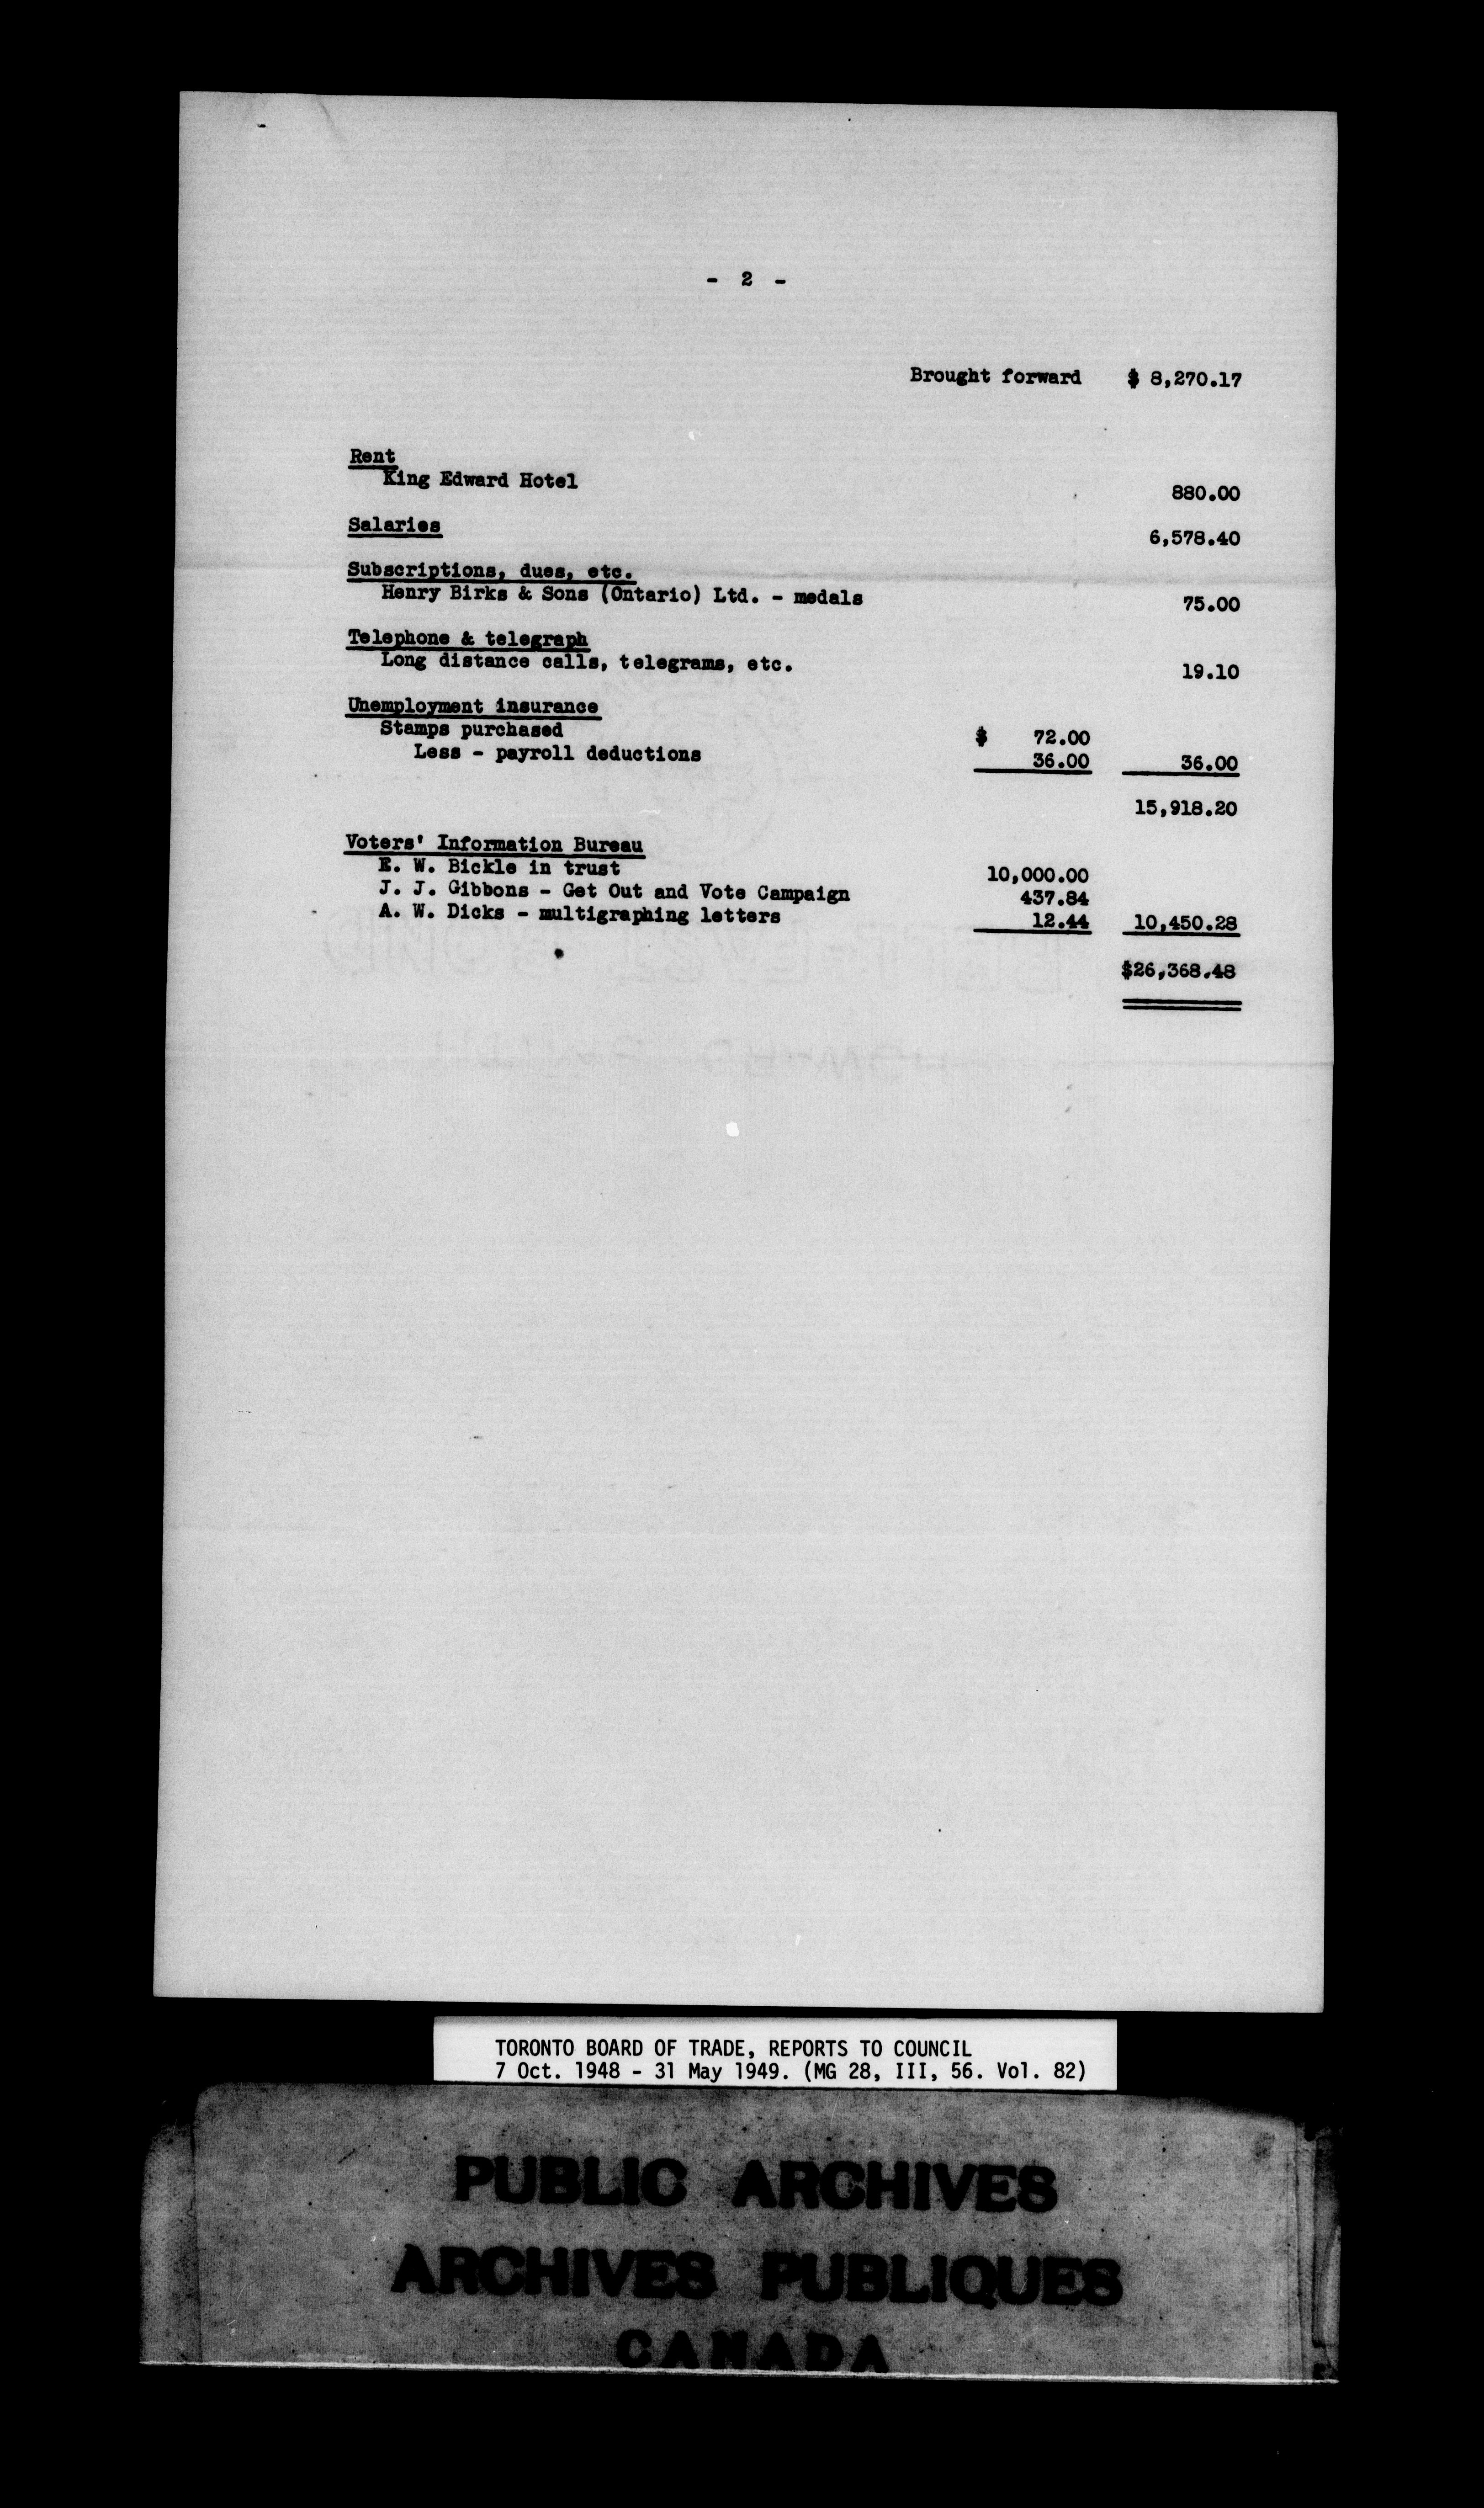 - 2 -
Brought forward $ 8,270.17
Rent
King Edward Hotel 880.00
Salaries 6,578.40
Subscriptions, dues, etc.
Henry Birks & Sons (Ontario) Ltd. - medals 75.00
Telephone & telegraph
Long distance calls, telegrams, etc. 19.10
Unemployment insurance
Stamps purchased $ 72.00
Less - payroll deductions 36.00 36.00
15,918.20
Voters' Information Bureau
E. W. Bickle in trust 10,000.00
J. J. Gibbons - Get Out and Vote Campaign 437.84
A. W. Dicks - multigraphing letters 12.44 10,450.28
$26,368.48
TORONTO BOARD OF TRADE, REPORTS TO COUNCIL
7 Oct. 1948 - 31 May 1949. (MG 28, III, 56. Vol. 82)
PUBLIC ARCHIVES
ARCHIVES PUBLIQUES
CANADA